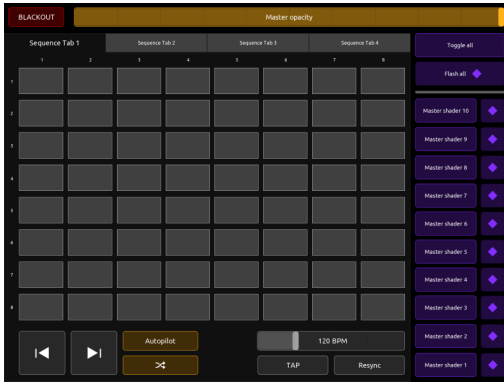 BLACKOUT
Master opacity
Sequence Tab 1
Sequence Tab 2
Sequence Tab 3
Sequence Tab 4
Toggle all
1 2 3 4 5 6 7 8
Flash all
1
2
3
4
5
6
7
8
Master shader 10
Master shader 9
Master shader 8
Master shader 7
Master shader 6
Master shader 5
Master shader 4
Master shader 3
Master shader 2
Master shader 1
Autopilot
120 BPM
TAP
Resync